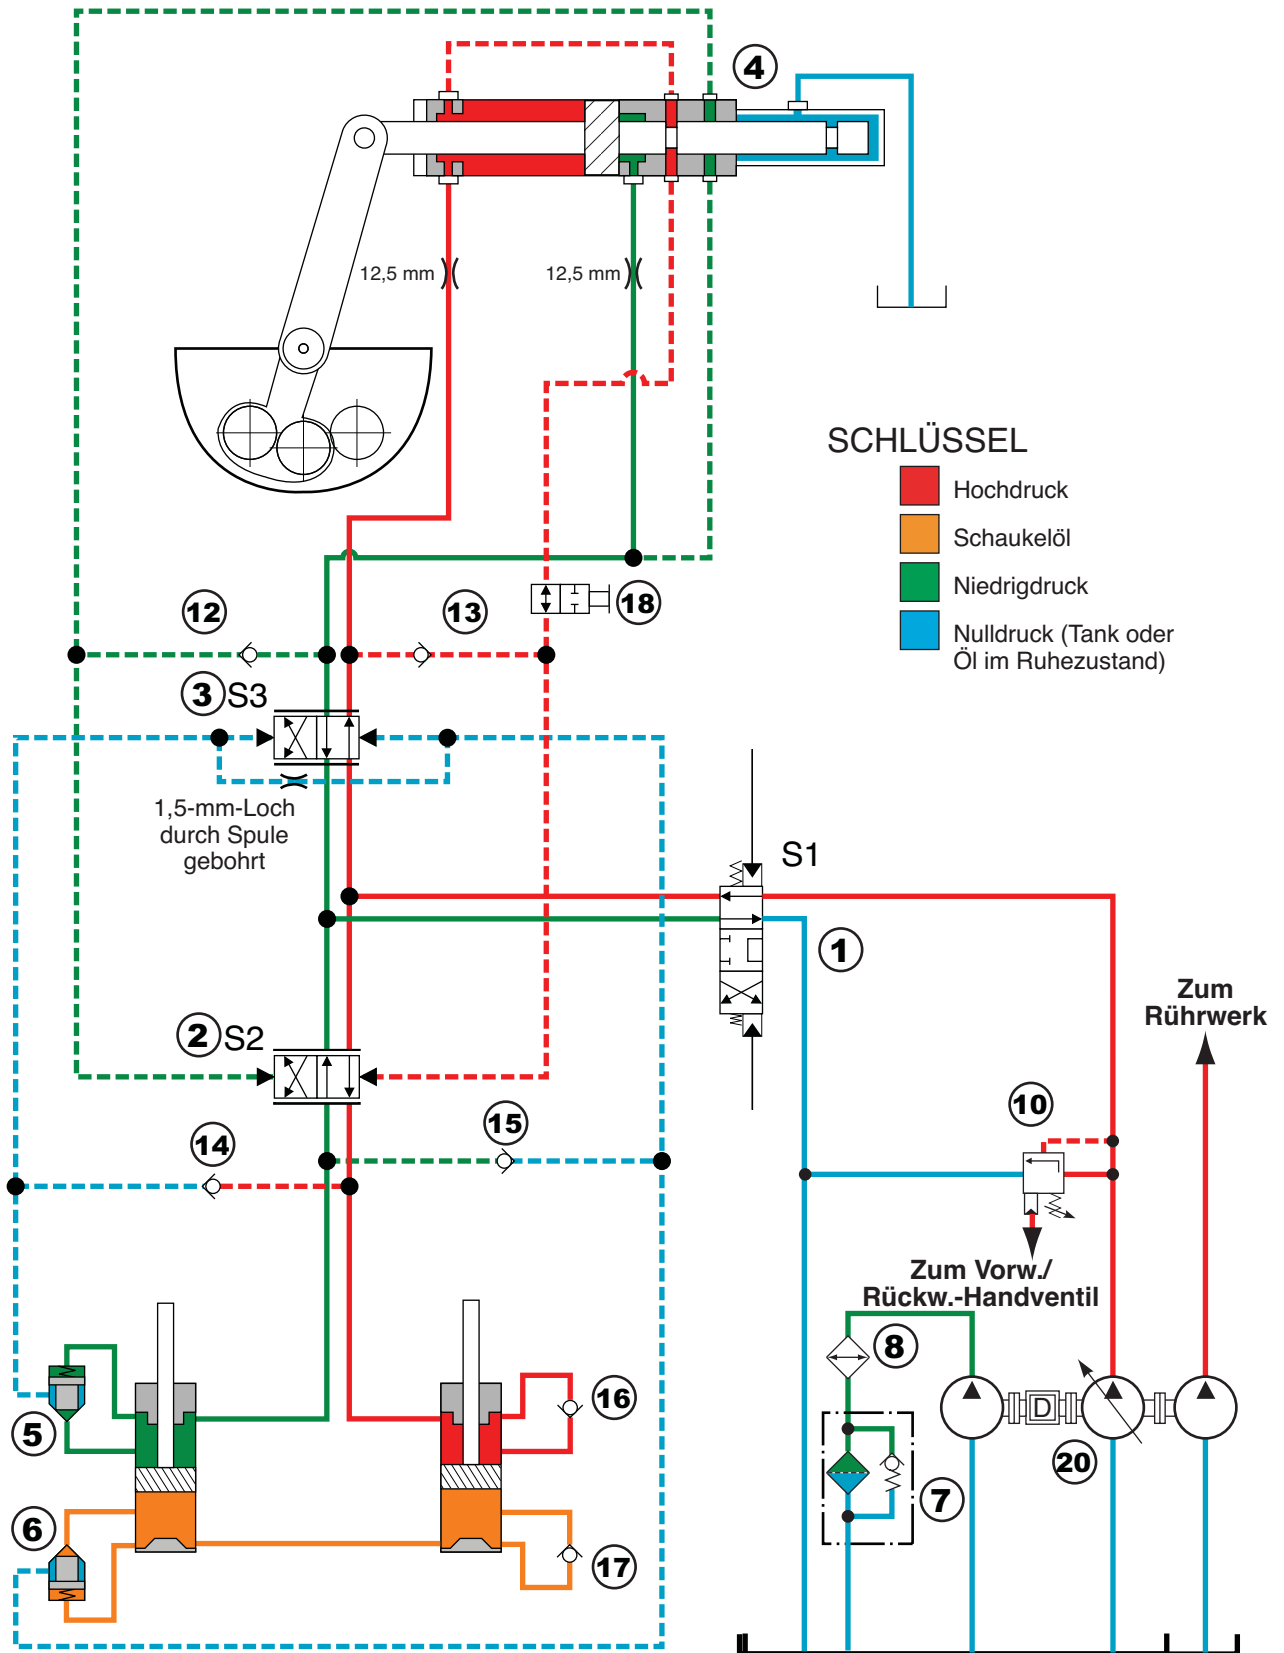 4
12,5 mm
12,5 mm
SCHLÜSSEL
Hochdruck
Schaukelöl
Niedrigdruck
Nulldruck (Tank oder
Öl im Ruhezustand)
12
13
18
3 S3
1,5-mm-Loch
durch Spule
gebohrt
S1
1
Zum
Rührwerk
2 S2
10
15
14
Zum Vorw./
Rückw.-Handventil
8
16
5
D
20
7
6
17